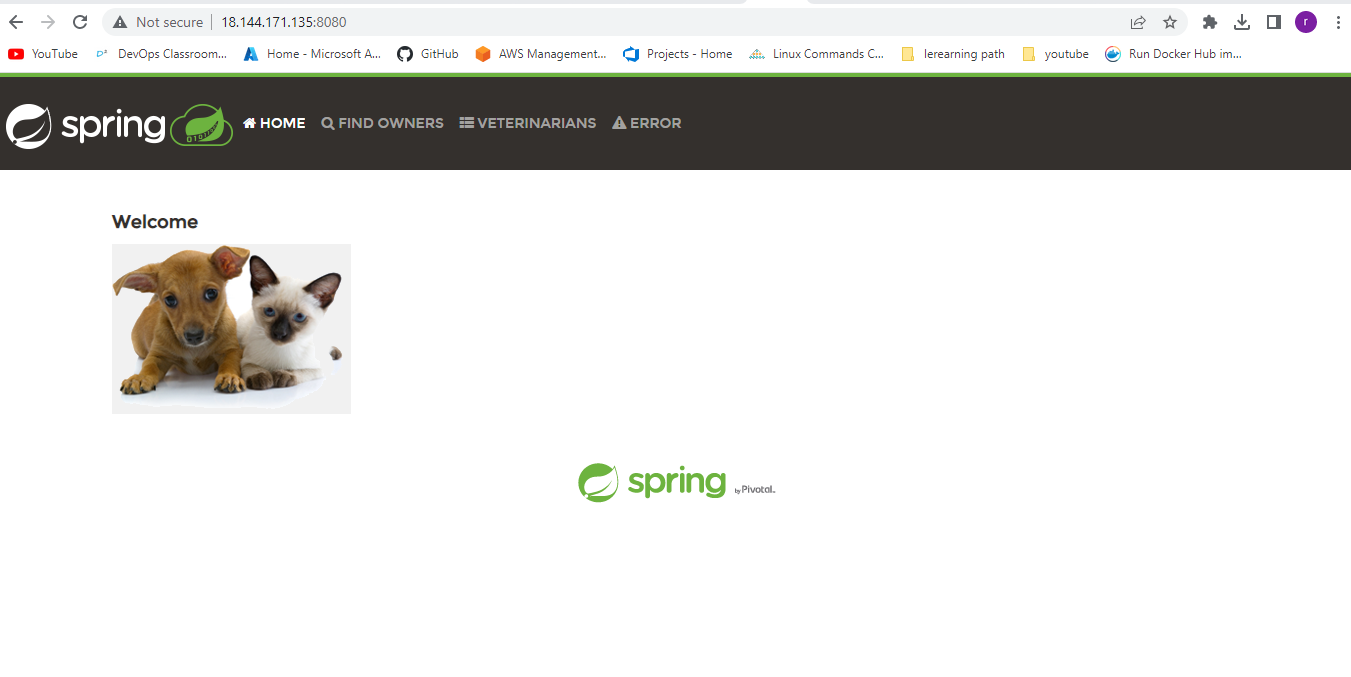 Not secure 18.144.171.135:8080 r
YouTube DevOps Classroom... Home - Microsoft A... GitHub AWS Management... Projects - Home Linux Commands C... lerearning path youtube Run Docker Hub im...
spring HOME FIND OWNERS VETERINARIANS ERROR
Welcome
spring by Pivotal.